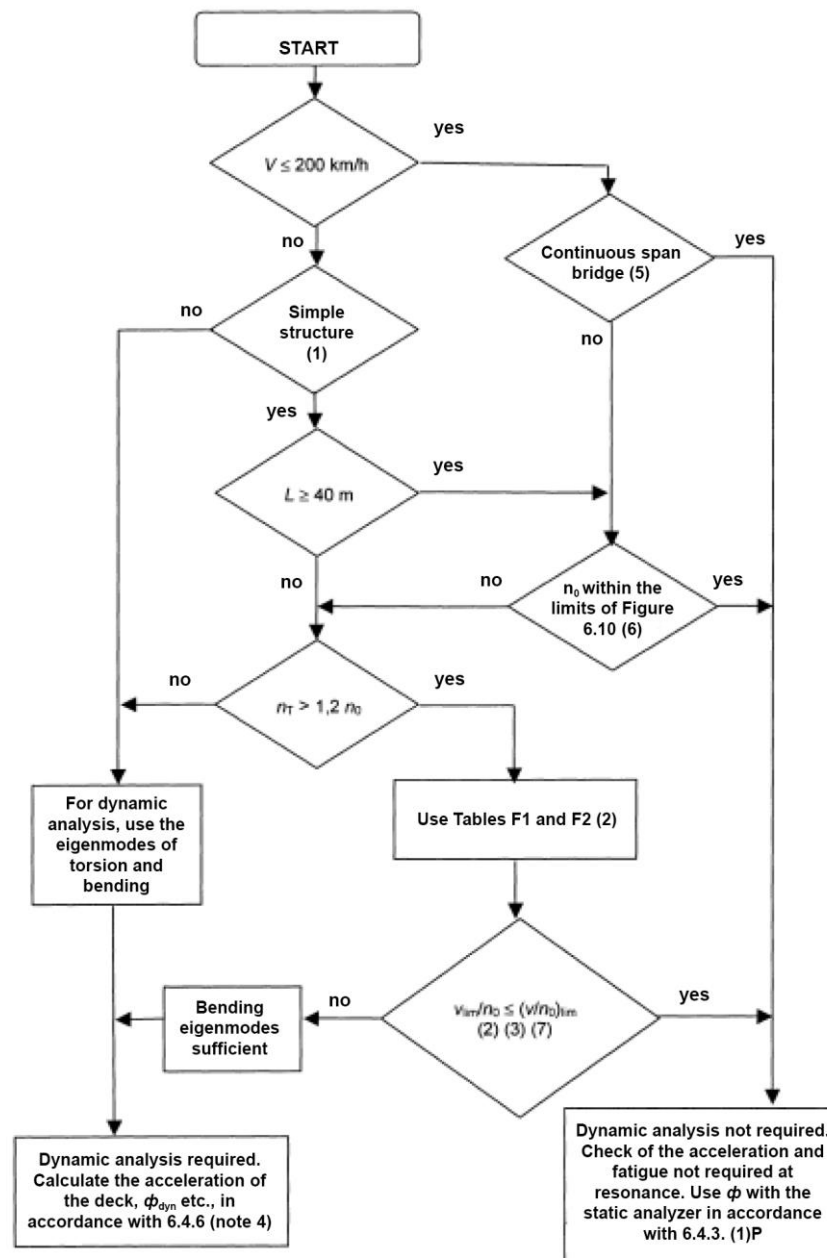 START
yes
V ≤ 200 km/h
no
Continuous span
bridge (5)
yes
no
Simple
structure
(1)
no
yes
yes
L ≥ 40 m
no
no
n₀ within the
limits of Figure
6.10 (6)
yes
no
yes
n_T > 1,2 n₀
For dynamic
analysis, use the
eigenmodes of
torsion and
bending
Use Tables F1 and F2 (2)
Bending
eigenmodes
sufficient
no
v_lim/n₀ ≤ (v/n₀)_lim
(2) (3) (7)
yes
Dynamic analysis required.
Calculate the acceleration of
the deck, ϕ_dyn etc., in
accordance with 6.4.6 (note 4)
Dynamic analysis not required.
Check of the acceleration and
fatigue not required at
resonance. Use ϕ with the
static analyzer in accordance
with 6.4.3. (1)P